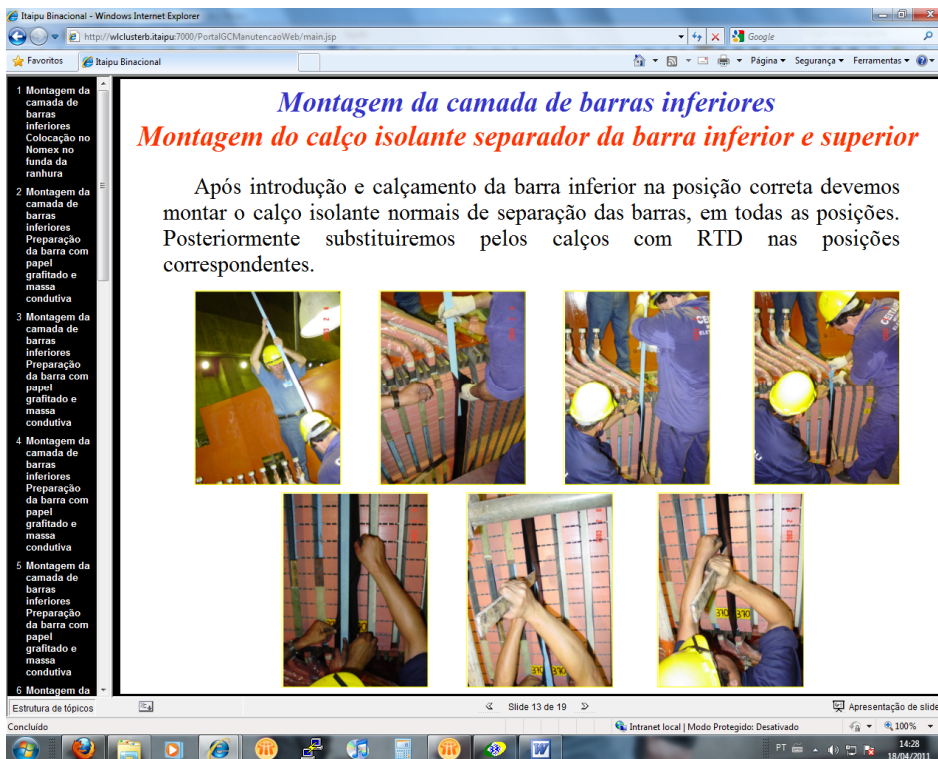 Itaipu Binacional - Windows Internet Explorer
http://wlclusterb.itaipu:7000/PortalGCManutencaoWeb/main.jsp
Google
Favoritos
Itaipu Binacional
Página
Segurança
Ferramentas
1 Montagem da
camada de
barras
inferiores
Colocação no
Nomex no
funda da
ranhura
2 Montagem da
camada de
barras
inferiores
Preparação
da barra com
papel
grafitado e
massa
condutiva
3 Montagem da
camada de
barras
inferiores
Preparação
da barra com
papel
grafitado e
massa
condutiva
4 Montagem da
camada de
barras
inferiores
Preparação
da barra com
papel
grafitado e
massa
condutiva
5 Montagem da
camada de
barras
inferiores
Preparação
da barra com
papel
grafitado e
massa
condutiva
6 Montagem da
Montagem da camada de barras inferiores
Montagem do calço isolante separador da barra inferior e superior
Após introdução e calçamento da barra inferior na posição correta devemos
montar o calço isolante normais de separação das barras, em todas as posições.
Posteriormente substituiremos pelos calços com RTD nas posições
correspondentes.
370
370
370
Estrutura de tópicos
Slide 13 de 19
Apresentação de slide
Concluído
Intranet local | Modo Protegido: Desativado
100%
PT
14:28
18/04/2011